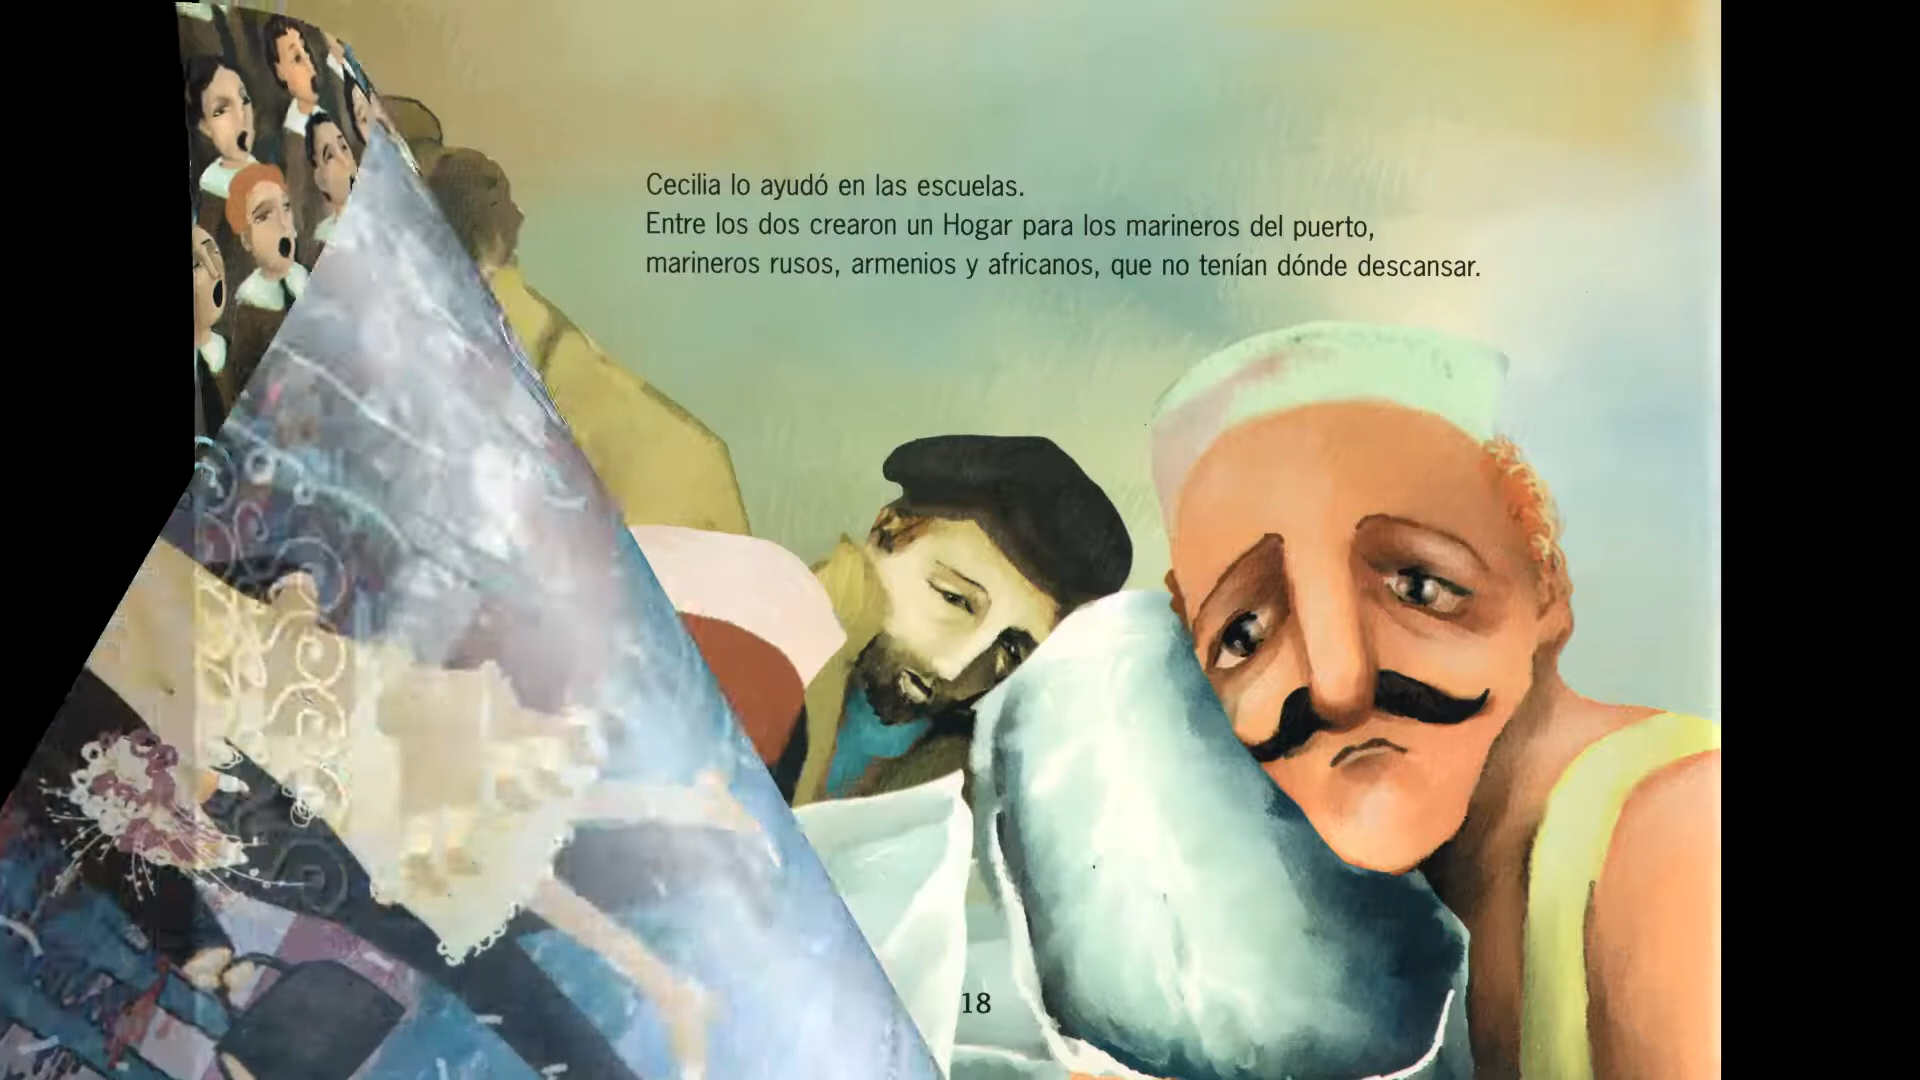 Cecilia lo ayudó en las escuelas.
Entre los dos crearon un Hogar para los marineros del puerto,
marineros rusos, armenios y africanos, que no tenían dónde descansar.
18